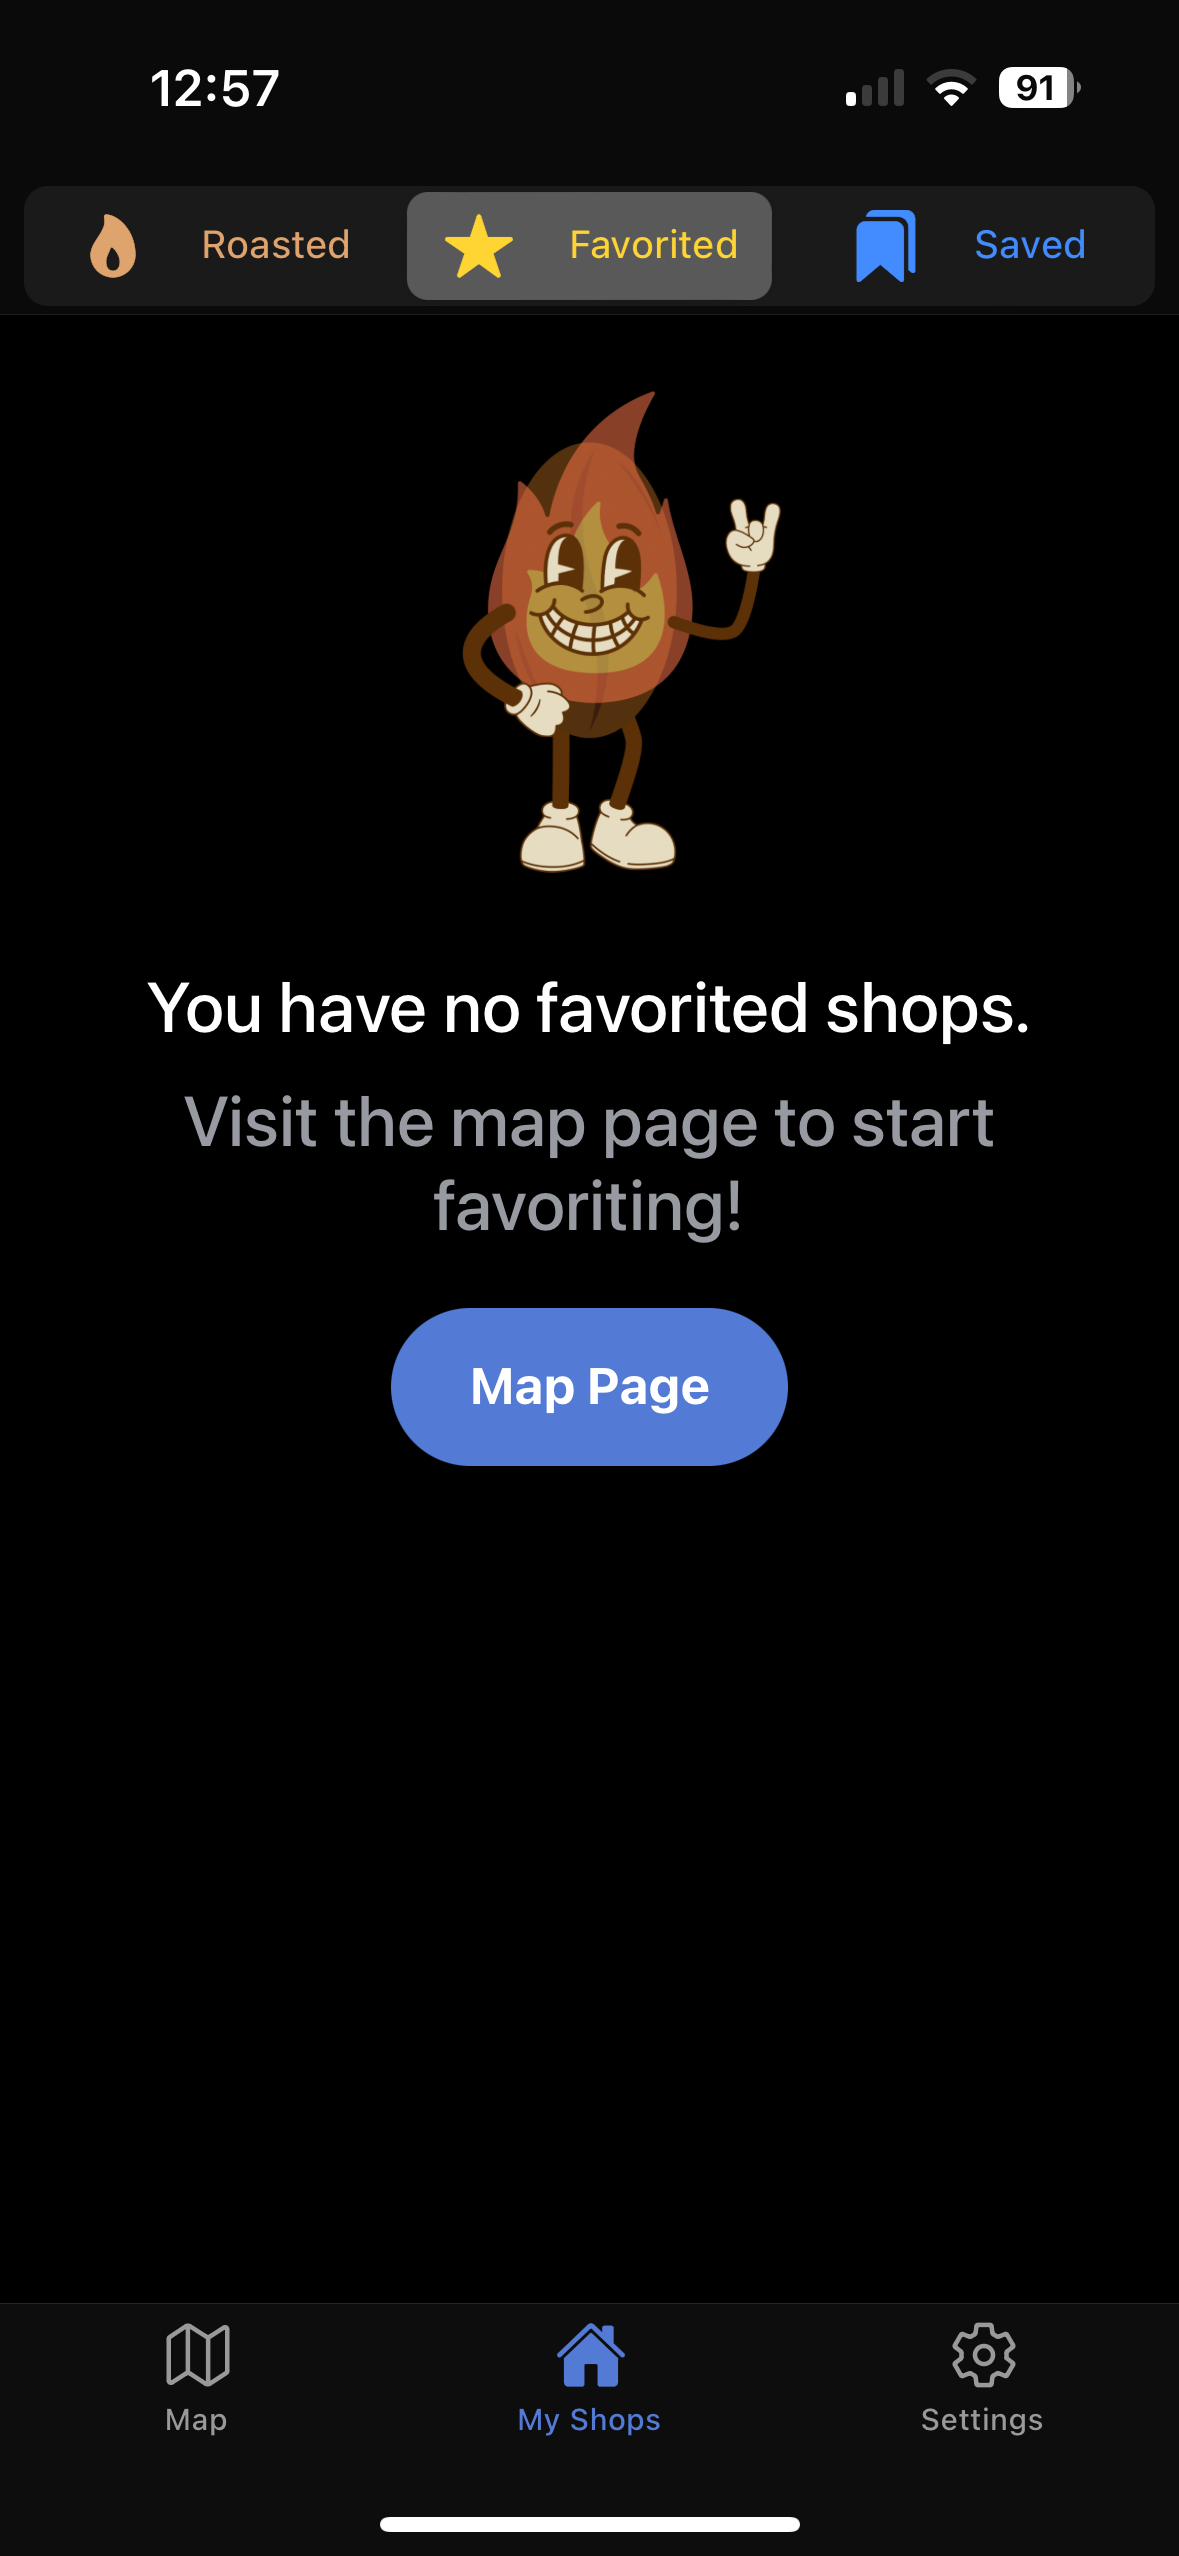 12:57
91
Roasted
Favorited
Saved
You have no favorited shops.
Visit the map page to start
favoriting!
Map Page
Map
My Shops
Settings